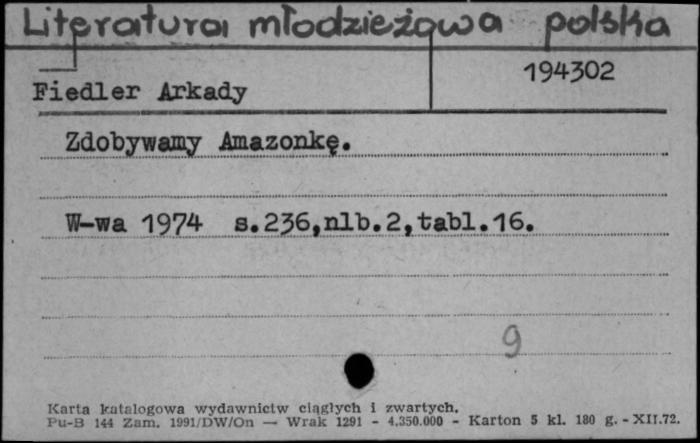 Literatura młodzieżowa polska
194302
Fiedler Arkady
Zdobywamy Amazonkę.
W-wa 1974 s.236,nlb.2,tabl.16.
9
Karta katalogowa wydawnictw ciągłych i zwartych.
Pu-B 144 Zam. 1991/DW/On — Wrak 1291 - 4.350.000 - Karton 5 kl. 180 g. - XII.72.